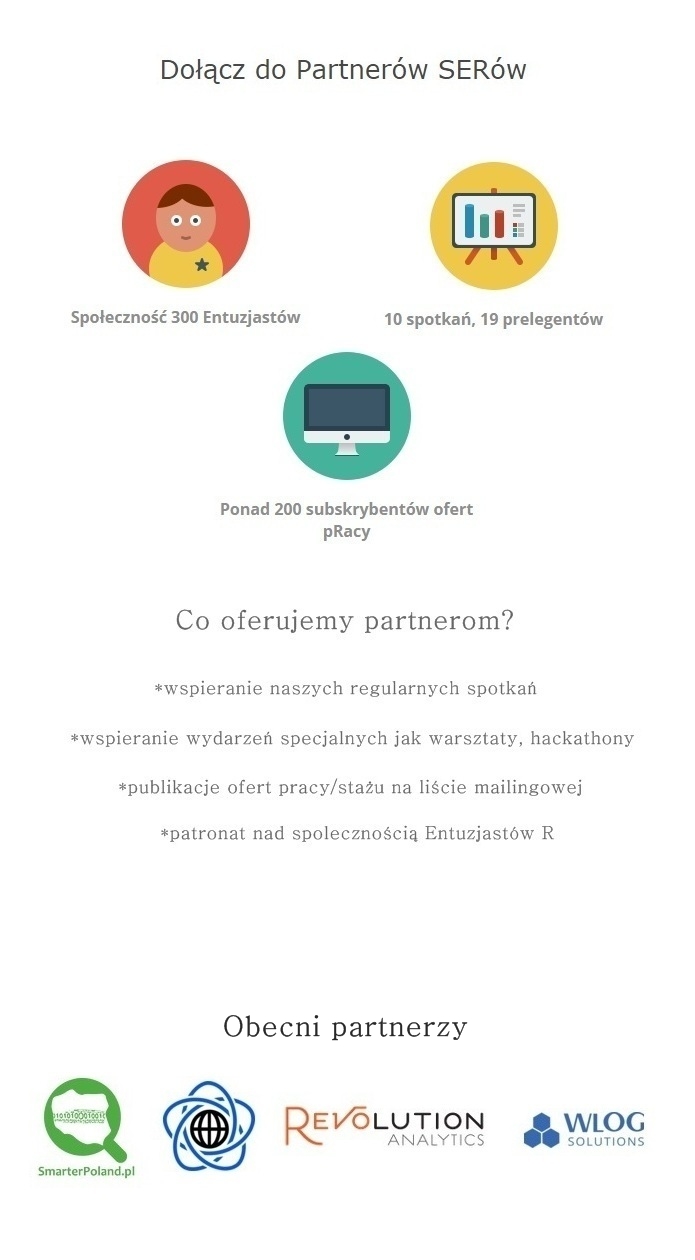 Dołącz do Partnerów SERów
Społeczność 300 Entuzjastów
10 spotkań, 19 prelegentów
Ponad 200 subskrybentów ofert
pRacy
Co oferujemy partnerom?
*wspieranie naszych regularnych spotkań
*wspieranie wydarzeń specjalnych jak warsztaty, hackathony
*publikacje ofert pracy/stażu na liście mailingowej
*patronat nad spolecznością Entuzjastów R
Obecni partnerzy
SmarterPoland.pl
REVOLUTION
ANALYTICS
WLOG
SOLUTIONS